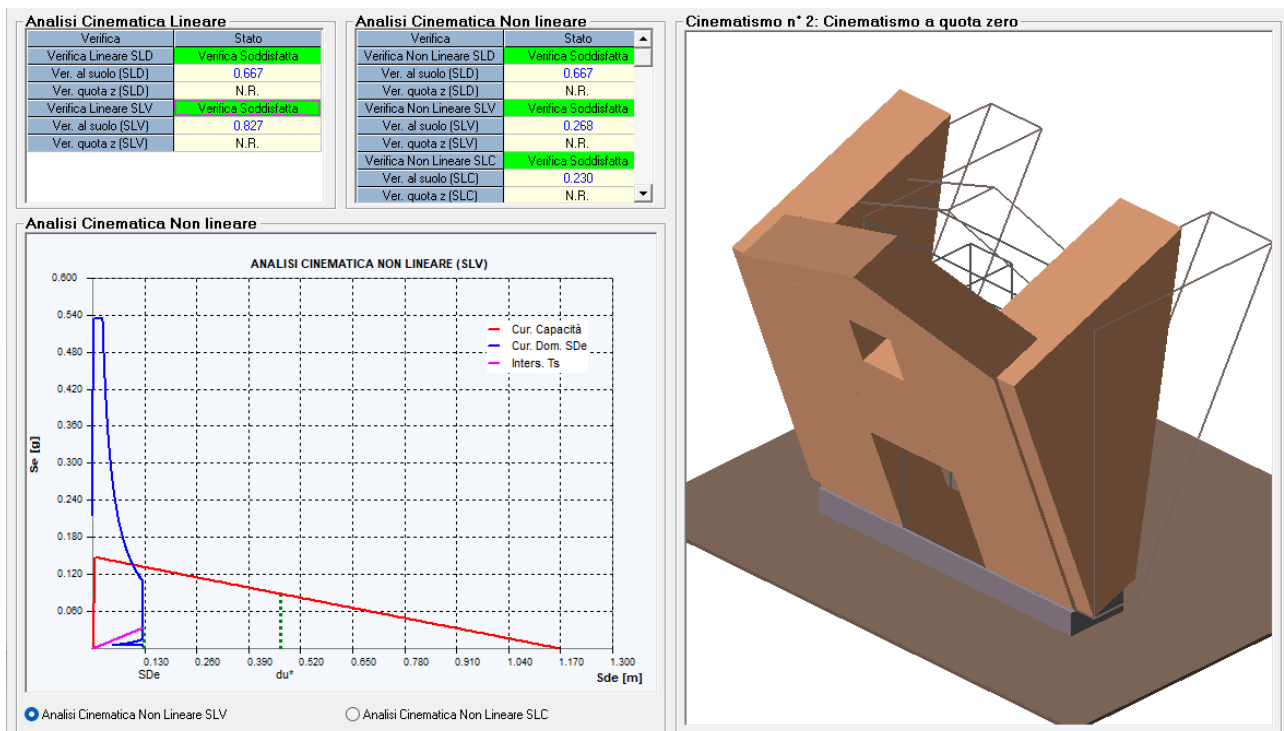 Analisi Cinematica Lineare
Verifica Stato
Verifica Lineare SLD Verifica Soddisfatta
Ver. al suolo (SLD) 0.667
Ver. quota z (SLD) N.R.
Verifica Lineare SLV Verifica Soddisfatta
Ver. al suolo (SLV) 0.827
Ver. quota z (SLV) N.R.
Analisi Cinematica Non lineare
Verifica Stato
Verifica Non Lineare SLD Verifica Soddisfatta
Ver. al suolo (SLD) 0.667
Ver. quota z (SLD) N.R.
Verifica Non Lineare SLV Verifica Soddisfatta
Ver. al suolo (SLV) 0.268
Ver. quota z (SLV) N.R.
Verifica Non Lineare SLC Verifica Soddisfatta
Ver. al suolo (SLC) 0.230
Ver. quota z (SLC) N.R.
Cinematismo n° 2: Cinematismo a quota zero
Analisi Cinematica Non lineare
ANALISI CINEMATICA NON LINEARE (SLV)
0.600
0.540
0.480
0.420
0.360
0.300
0.240
0.180
0.120
0.060
Se [g]
Cur. Capacità
Cur. Dom. SDe
Inters. Ts
0.130 0.260 0.390 0.520 0.650 0.780 0.910 1.040 1.170 1.300
SDe du* Sde [m]
Analisi Cinematica Non Lineare SLV
Analisi Cinematica Non Lineare SLC